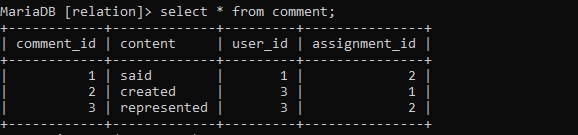 MariaDB [relation]> select * from comment;
+------------+-------------+---------+---------------+
| comment_id | content     | user_id | assignment_id |
+------------+-------------+---------+---------------+
|          1 | said        |       1 |             2 |
|          2 | created     |       3 |             1 |
|          3 | represented |       3 |             2 |
+------------+-------------+---------+---------------+